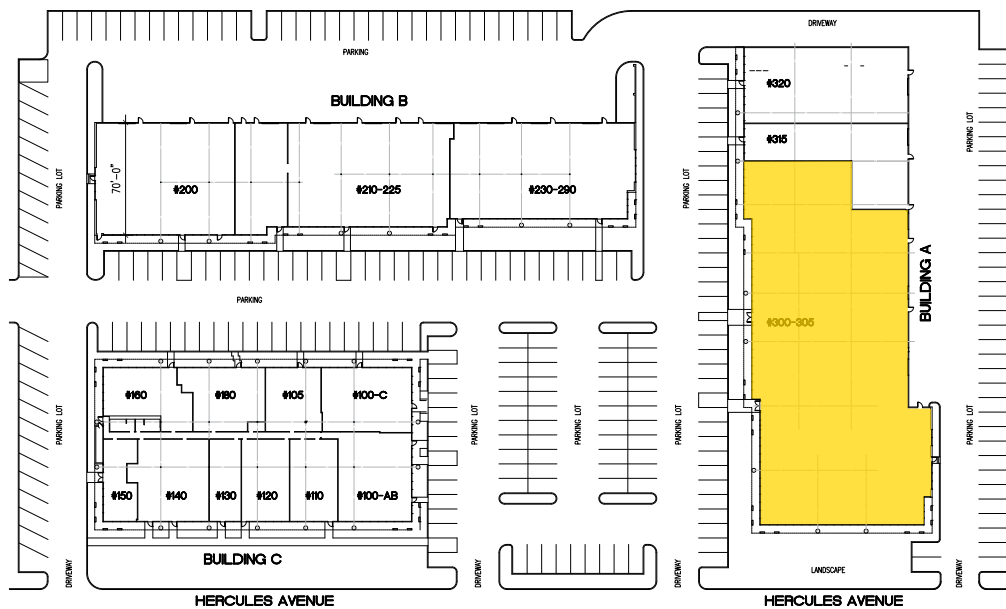 DRIVEWAY
PARKING
BUILDING B
#320
#315
PARKING LOT
PARKING LOT
PARKING LOT
70'-0"
#200
#210-225
#230-290
BUILDING A
PARKING
#300-305
#160
#180
#105
#100-C
PARKING LOT
PARKING LOT
PARKING LOT
PARKING LOT
PARKING LOT
#150
#140
#130
#120
#110
#100-AB
BUILDING C
DRIVEWAY
DRIVEWAY
LANDSCAPE
DRIVEWAY
HERCULES AVENUE
HERCULES AVENUE